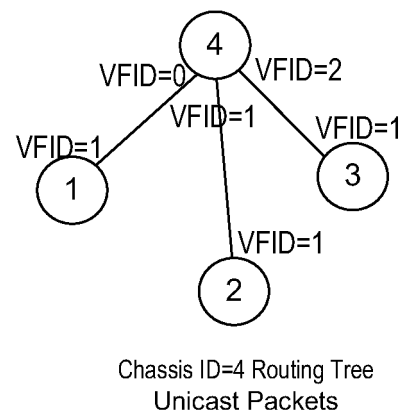 4
VFID=0
VFID=2
VFID=1
VFID=1
VFID=1
1
3
VFID=1
2
Chassis ID=4 Routing Tree
Unicast Packets